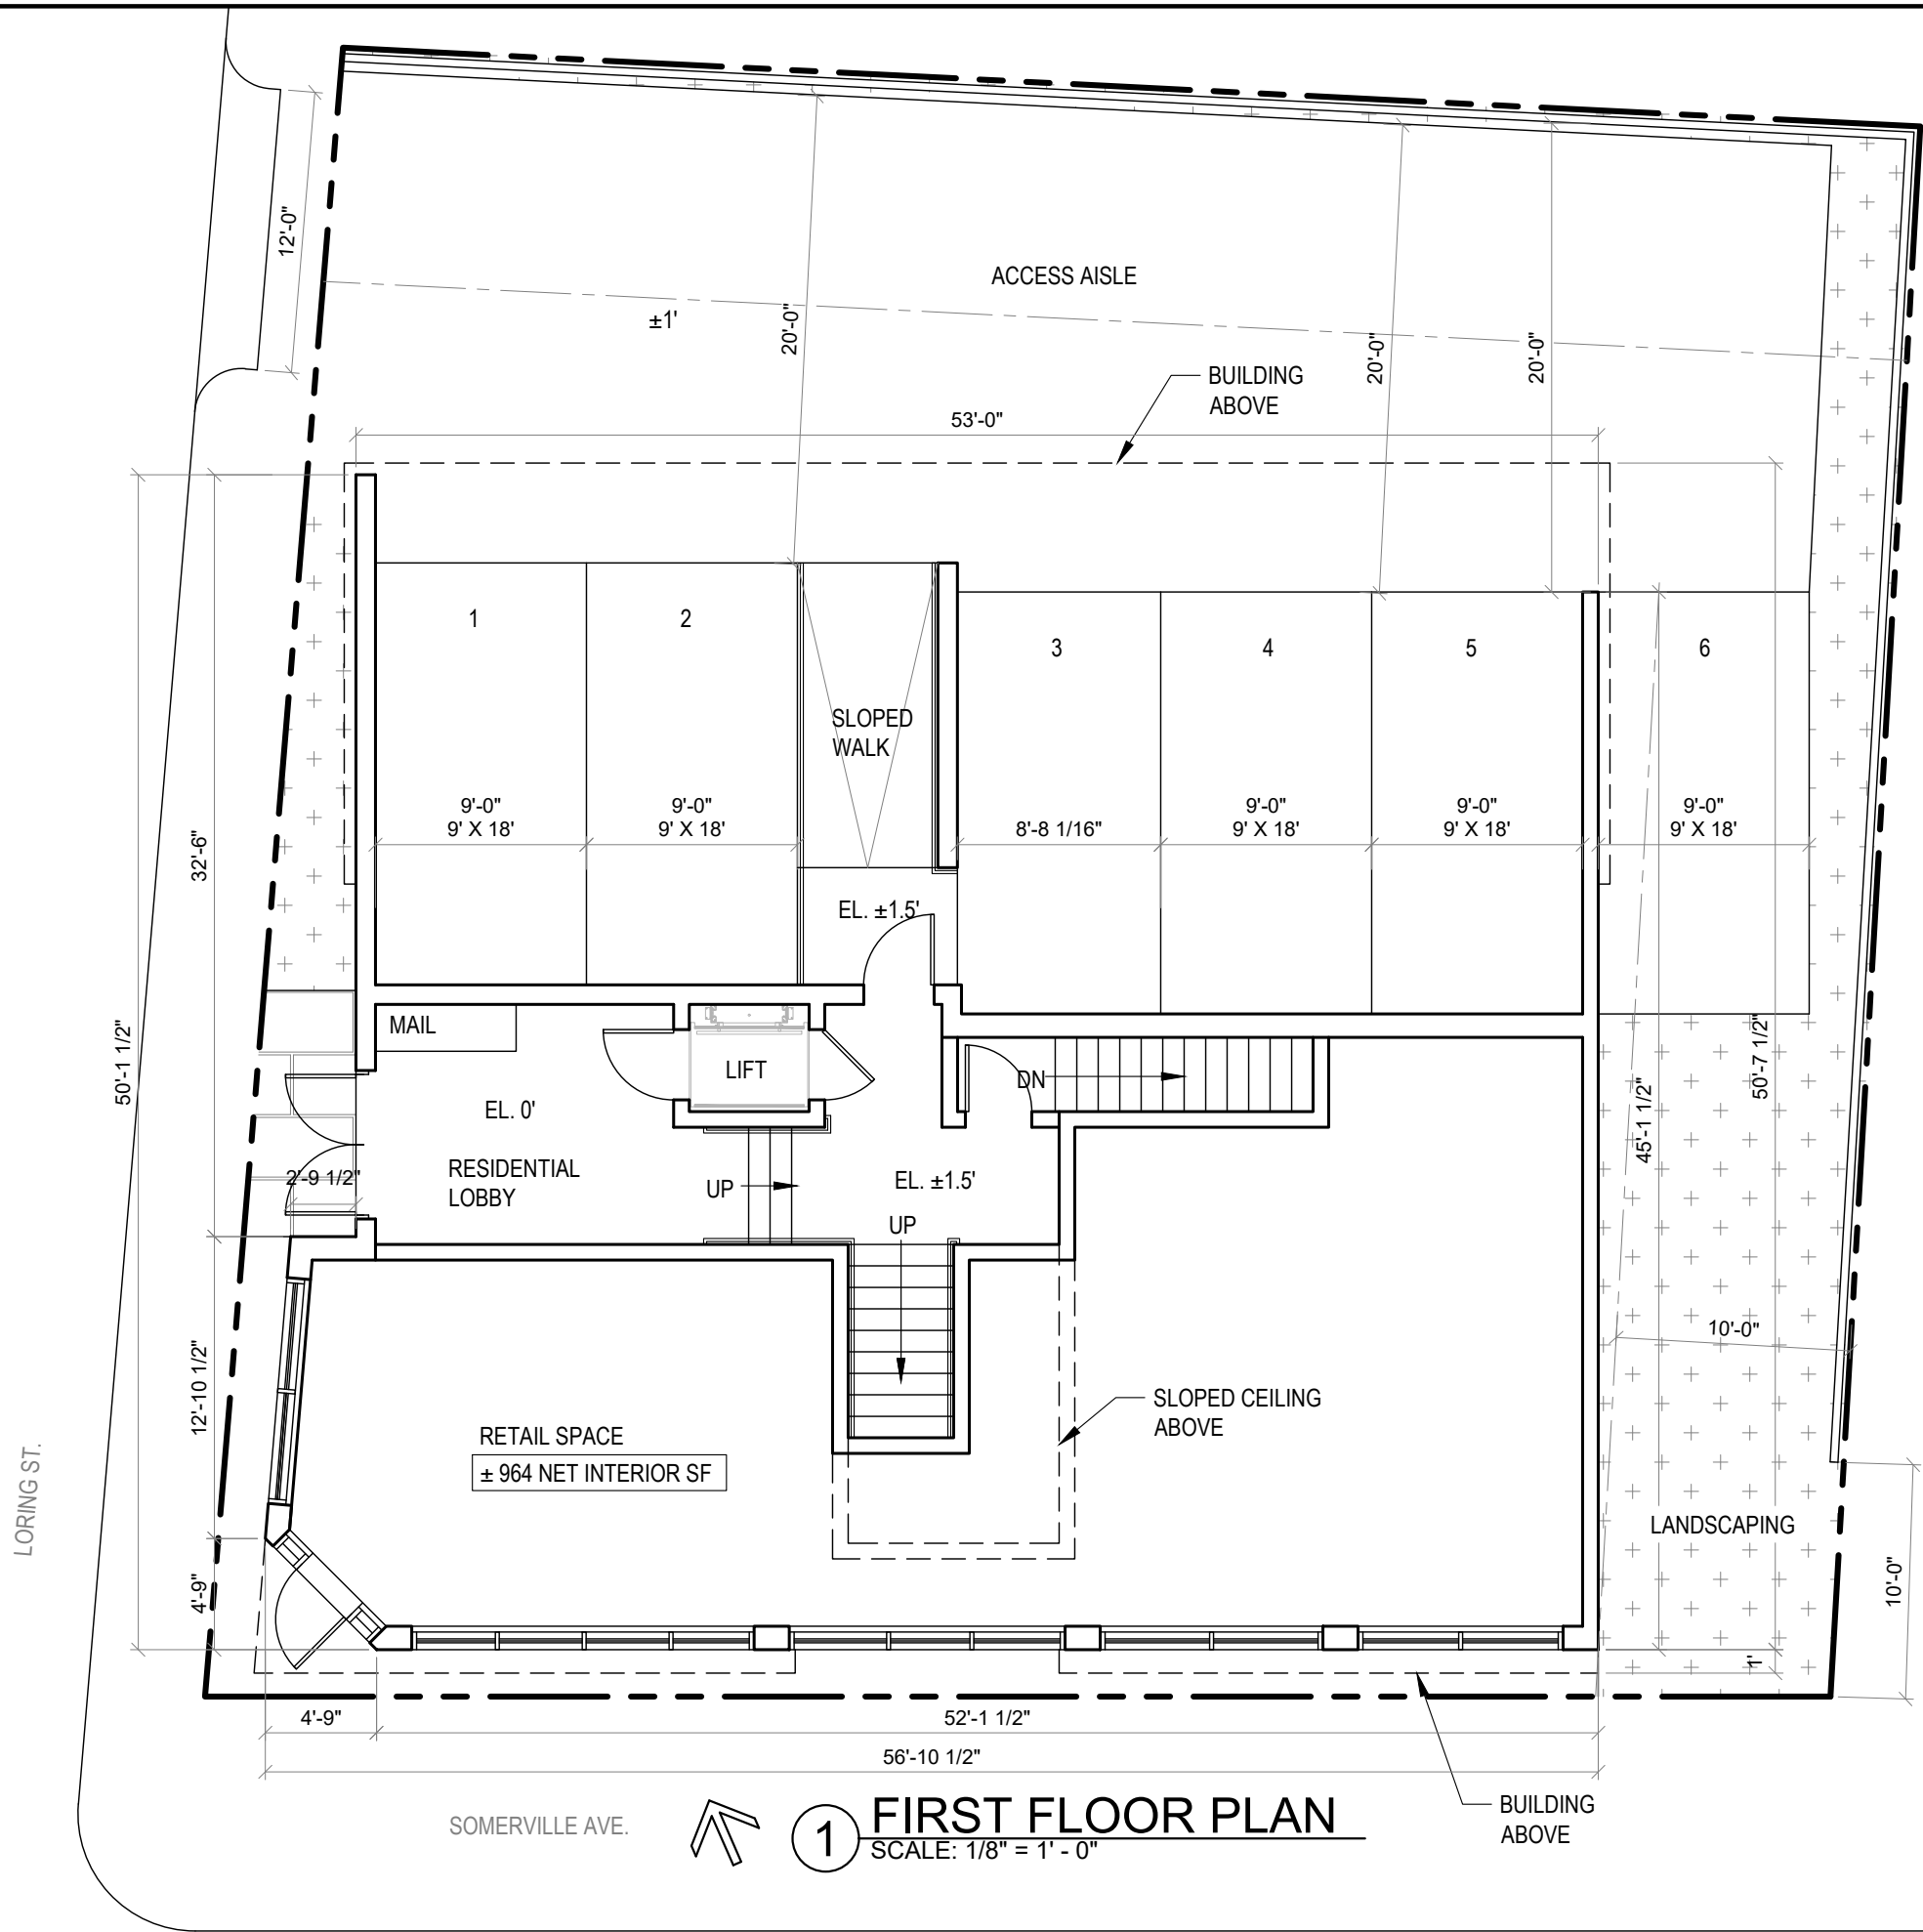 12'-0"
ACCESS AISLE
±1'
20'-0"
20'-0"
20'-0"
BUILDING
ABOVE
53'-0"
1
2
3
4
5
6
SLOPED
WALK
9'-0"
9' X 18'
9'-0"
9' X 18'
8'-8 1/16"
9'-0"
9' X 18'
9'-0"
9' X 18'
9'-0"
9' X 18'
32'-6"
EL. ±1.5'
50'-1 1/2"
MAIL
LIFT
DN
EL. 0'
50'-7 1/2"
45'-1 1/2"
2'-9 1/2"
RESIDENTIAL
LOBBY
UP
EL. ±1.5'
UP
10'-0"
12'-10 1/2"
SLOPED CEILING
ABOVE
RETAIL SPACE
± 964 NET INTERIOR SF
LORING ST.
LANDSCAPING
4'-9"
10'-0"
1'
4'-9"
52'-1 1/2"
56'-10 1/2"
BUILDING
ABOVE
SOMERVILLE AVE.
1
FIRST FLOOR PLAN
SCALE: 1/8" = 1' - 0"